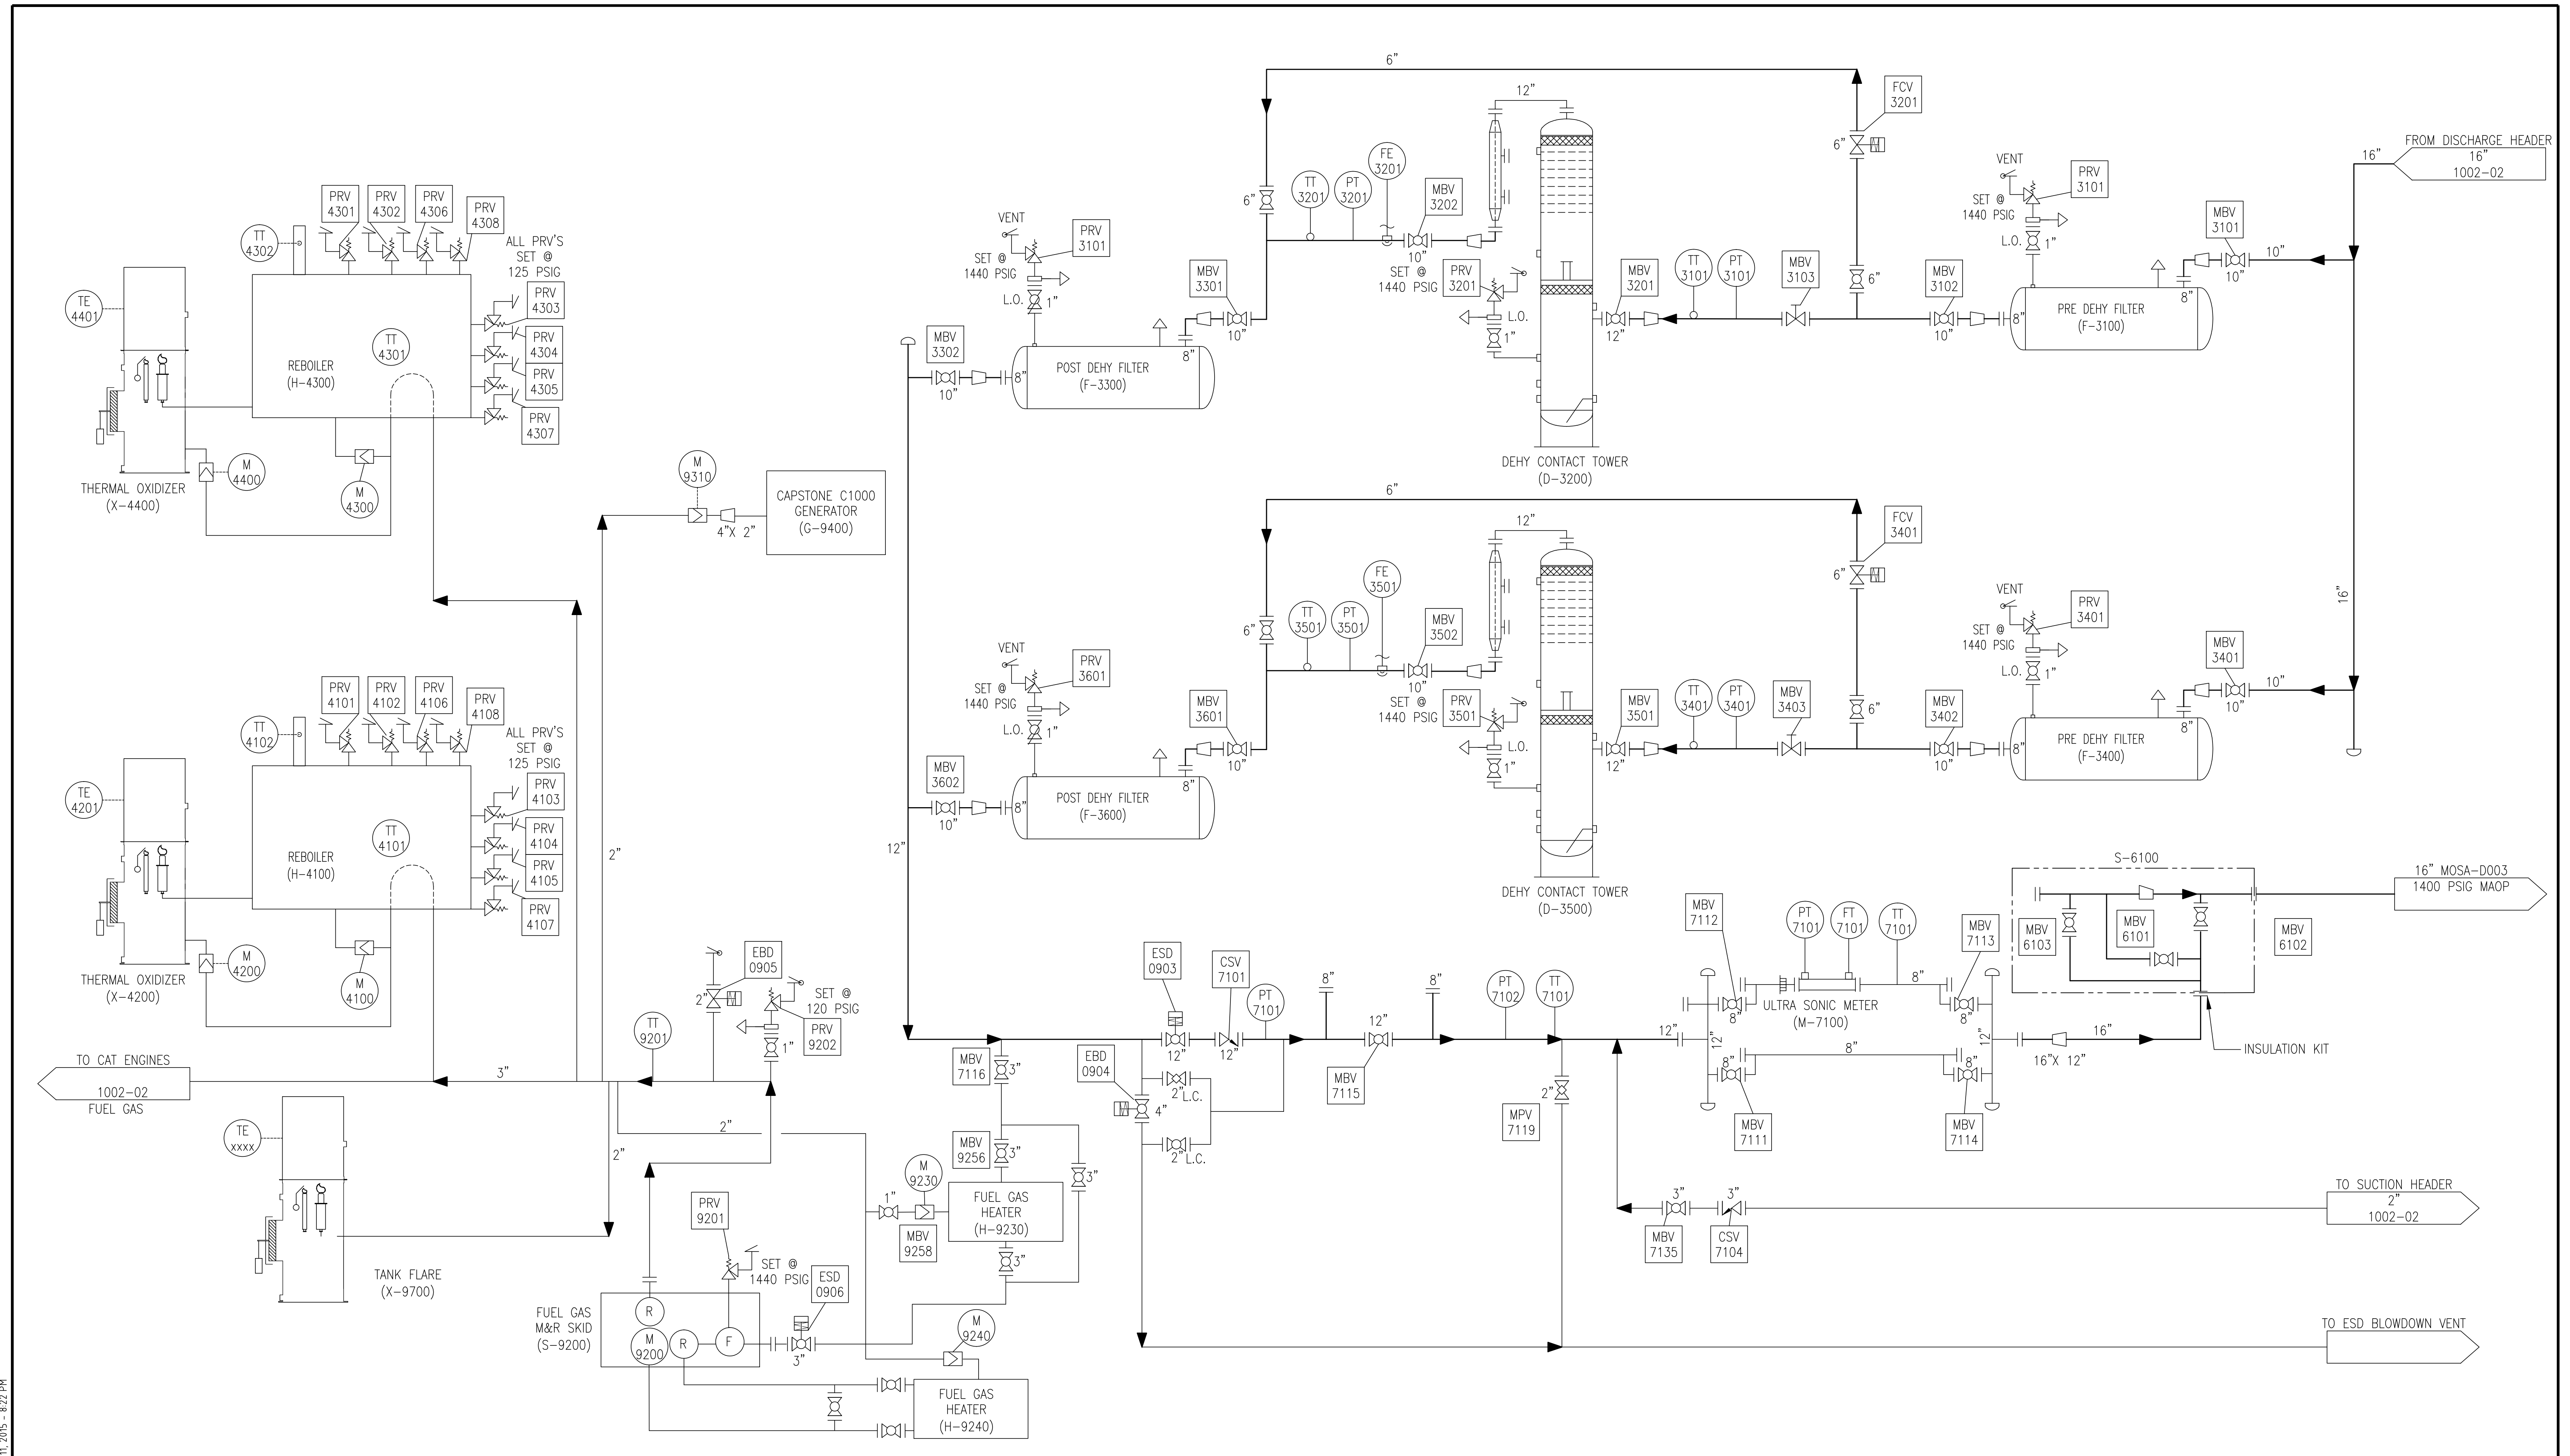 6”
FCV
3201
6”
12”
FROM DISCHARGE HEADER
16”
16”
1002-02
VENT
PRV
3101
SET @
1440 PSIG
L.O.
1”
MBV
3101
10”
10”
8”
FE
3201
TT
3201
PT
3201
MBV
3202
10”
6”
VENT
PRV
3101
SET @
1440 PSIG
L.O.
1”
MBV
3301
10”
8”
SET @
1440 PSIG
PRV
3201
L.O.
1”
MBV
3201
12”
TT
3101
PT
3101
MBV
3103
6”
MBV
3102
10”
8”
PRE DEHY FILTER
(F-3100)
MBV
3302
10”
8”
POST DEHY FILTER
(F-3300)
DEHY CONTACT TOWER
(D-3200)
PRV
4301
PRV
4302
PRV
4306
PRV
4308
TT
4302
ALL PRV'S
SET @
125 PSIG
PRV
4303
PRV
4304
PRV
4305
PRV
4307
TE
4401
TT
4301
REBOILER
(H-4300)
M
4400
M
4300
THERMAL OXIDIZER
(X-4400)
M
9310
4”X 2”
CAPSTONE C1000
GENERATOR
(G-9400)
6”
FCV
3401
6”
12”
16”
VENT
PRV
3401
SET @
1440 PSIG
L.O.
1”
MBV
3401
10”
10”
8”
FE
3501
TT
3501
PT
3501
MBV
3502
10”
6”
VENT
PRV
3601
SET @
1440 PSIG
L.O.
1”
MBV
3601
10”
8”
SET @
1440 PSIG
PRV
3501
L.O.
1”
MBV
3501
12”
TT
3401
PT
3401
MBV
3403
6”
MBV
3402
10”
8”
PRE DEHY FILTER
(F-3400)
MBV
3602
10”
8”
POST DEHY FILTER
(F-3600)
12”
DEHY CONTACT TOWER
(D-3500)
PRV
4101
PRV
4102
PRV
4106
PRV
4108
TT
4102
ALL PRV'S
SET @
125 PSIG
PRV
4103
PRV
4104
PRV
4105
PRV
4107
TE
4201
TT
4101
REBOILER
(H-4100)
M
4200
M
4100
THERMAL OXIDIZER
(X-4200)
2”
S-6100
16” MOSA-D003
1400 PSIG MAOP
MBV
6103
MBV
6101
MBV
6102
MBV
7112
PT
7101
FT
7101
TT
7101
MBV
7113
8”
8”
8”
ULTRA SONIC METER
(M-7100)
12”
12”
12”
8”
8”
8”
MBV
7111
MBV
7114
16”X 12”
16”
INSULATION KIT
ESD
0903
12”
CSV
7101
12”
PT
7101
8”
12”
MBV
7115
8”
PT
7102
TT
7101
2”
MPV
7119
EBD
0904
4”
2”
L.C.
2”
L.C.
MBV
7116
3”
MBV
9256
3”
3”
EBD
0905
2”
SET @
120 PSIG
PRV
9202
1”
TT
9201
TO CAT ENGINES
1002-02
FUEL GAS
3”
2”
2”
TE
xxxx
TANK FLARE
(X-9700)
M
9230
1”
MBV
9258
FUEL GAS
HEATER
(H-9230)
3”
PRV
9201
SET @
1440 PSIG
ESD
0906
3”
FUEL GAS
M&R SKID
(S-9200)
R
M
9200
R
F
M
9240
FUEL GAS
HEATER
(H-9240)
3”
MBV
7135
3”
CSV
7104
TO SUCTION HEADER
2”
1002-02
TO ESD BLOWDOWN VENT
11, 2015 - 8:22 PM